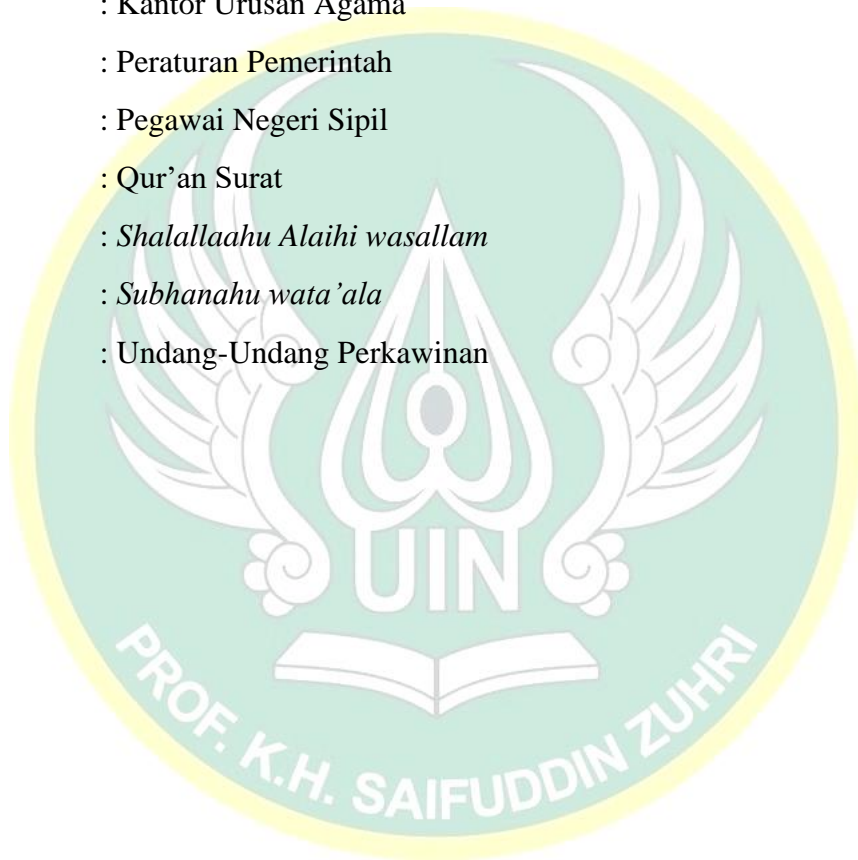 : Kantor Urusan Agama
: Peraturan Pemerintah
: Pegawai Negeri Sipil
: Qur’an Surat
: Shalallaahu Alaihi wasallam
: Subhanahu wata’ala
: Undang-Undang Perkawinan
UIN
PROF. K.H. SAIFUDDIN ZUHRI